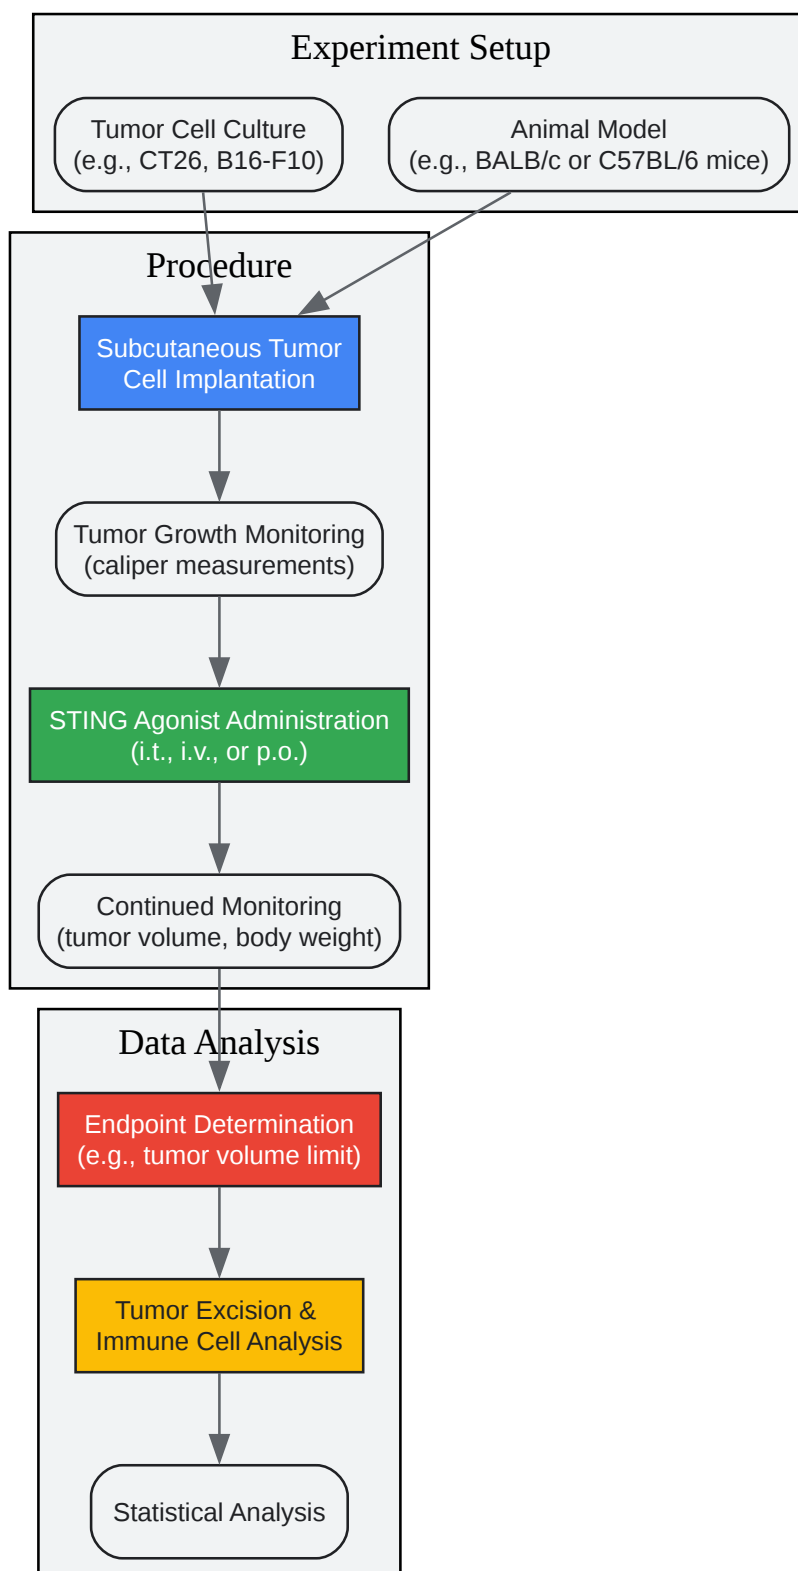 Experiment Setup
Tumor Cell Culture
(e.g., CT26, B16-F10)
Animal Model
(e.g., BALB/c or C57BL/6 mice)
Procedure
Subcutaneous Tumor
Cell Implantation
Tumor Growth Monitoring
(caliper measurements)
STING Agonist Administration
(i.t., i.v., or p.o.)
Continued Monitoring
(tumor volume, body weight)
Data Analysis
Endpoint Determination
(e.g., tumor volume limit)
Tumor Excision &
Immune Cell Analysis
Statistical Analysis